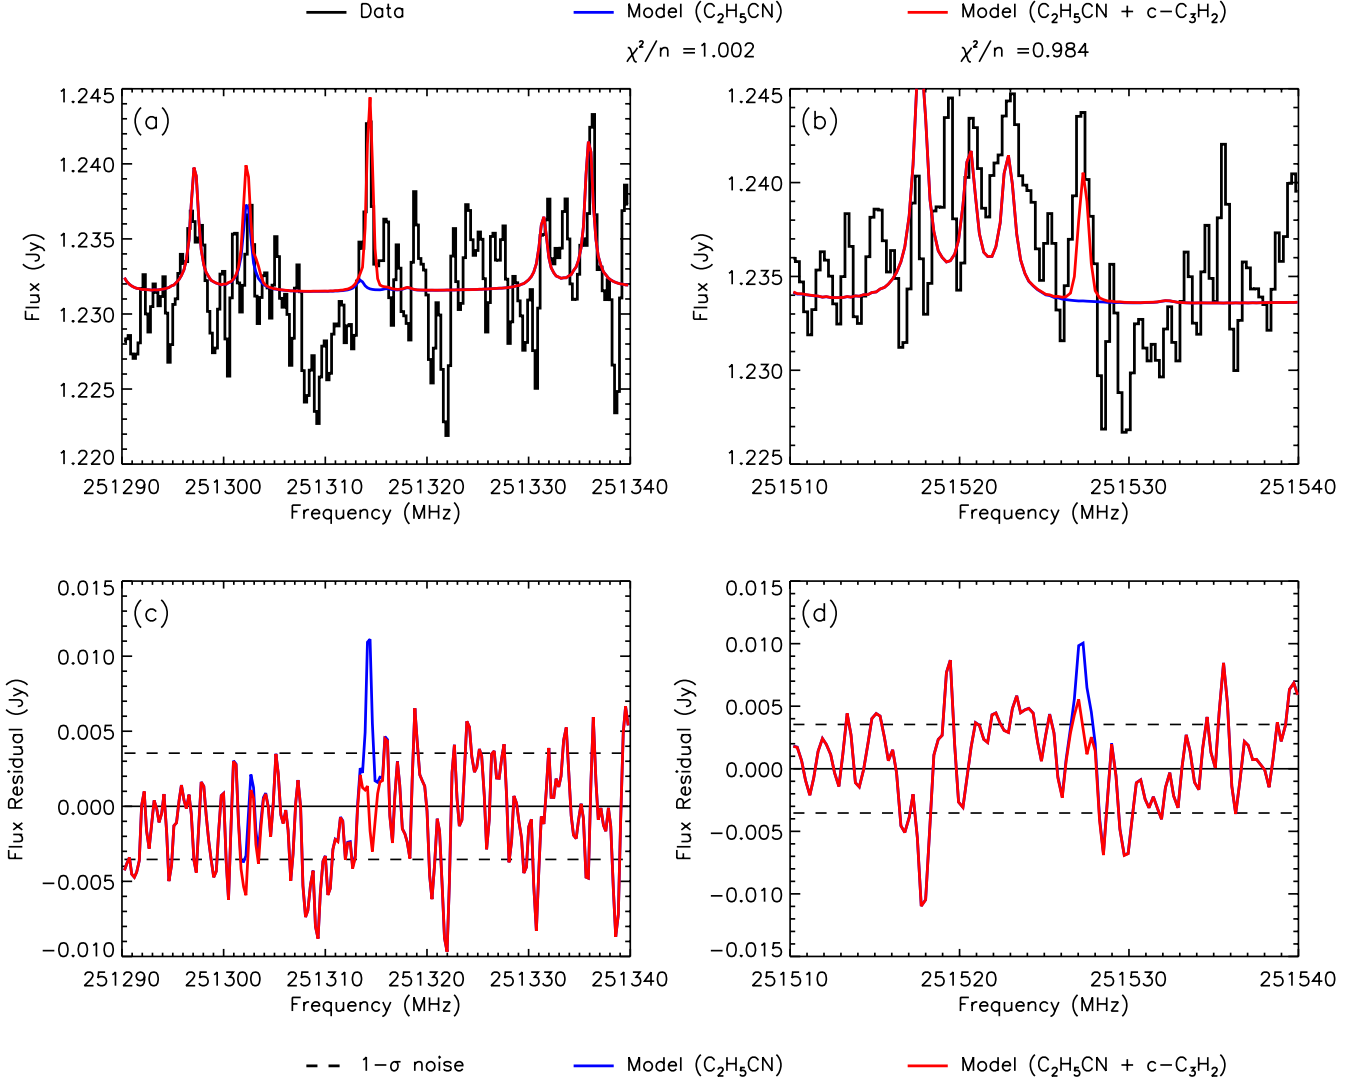 Data Model (C₂H₅CN) Model (C₂H₅CN + c−C₃H₂)
χ²/n =1.002 χ²/n =0.984
(a)
1.245
1.240
1.235
1.230
1.225
1.220
Flux (Jy)
251290 251300 251310 251320 251330 251340
Frequency (MHz)
(b)
1.245
1.240
1.235
1.230
1.225
Flux (Jy)
251510 251520 251530 251540
Frequency (MHz)
(c)
0.015
0.010
0.005
0.000
−0.005
−0.010
Flux Residual (Jy)
251290 251300 251310 251320 251330 251340
Frequency (MHz)
(d)
0.015
0.010
0.005
0.000
−0.005
−0.010
−0.015
Flux Residual (Jy)
251510 251520 251530 251540
Frequency (MHz)
1−σ noise Model (C₂H₅CN) Model (C₂H₅CN + c−C₃H₂)